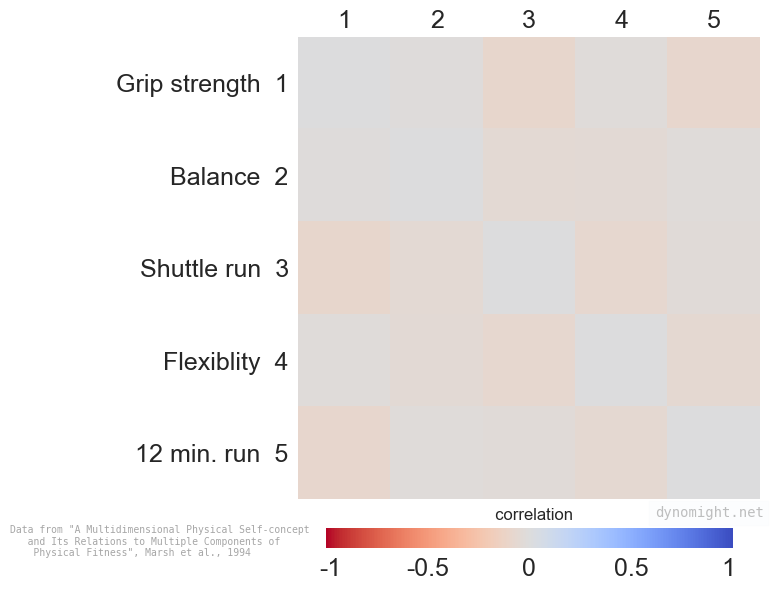 1 2 3 4 5
Grip strength 1
Balance 2
Shuttle run 3
Flexiblity 4
12 min. run 5
correlation
dynomight.net
Data from "A Multidimensional Physical Self-concept
and Its Relations to Multiple Components of
Physical Fitness", Marsh et al., 1994
-1 -0.5 0 0.5 1